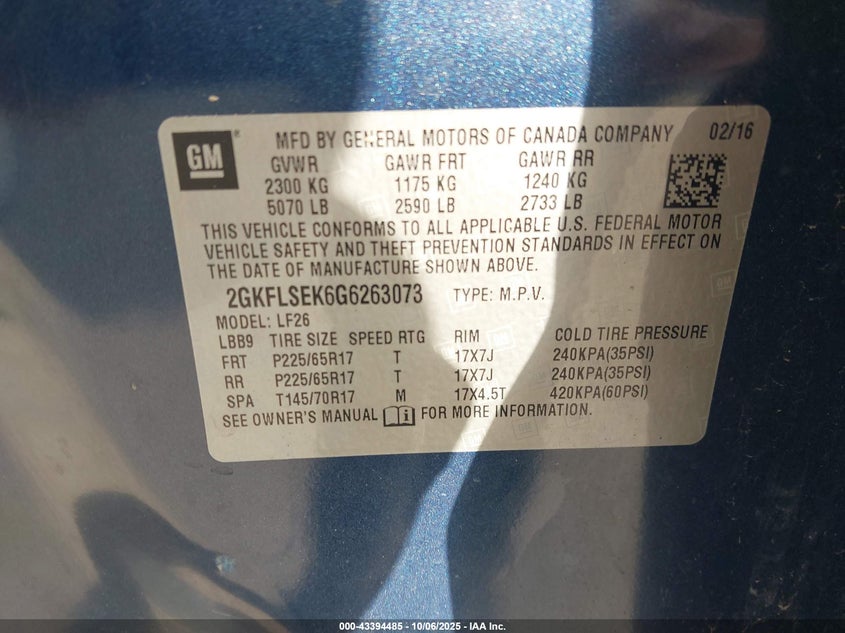 GM ® MFD BY GENERAL MOTORS OF CANADA COMPANY 02/16
GVWR GAWR FRT GAWR RR
2300 KG 1175 KG 1240 KG
5070 LB 2590 LB 2733 LB
THIS VEHICLE CONFORMS TO ALL APPLICABLE U.S. FEDERAL MOTOR
VEHICLE SAFETY AND THEFT PREVENTION STANDARDS IN EFFECT ON
THE DATE OF MANUFACTURE SHOWN ABOVE.
2GKFLSEK6G6263073 TYPE: M.P.V.
MODEL: LF26
LBB9 TIRE SIZE SPEED RTG RIM COLD TIRE PRESSURE
FRT P225/65R17 T 17X7J 240KPA(35PSI)
RR P225/65R17 T 17X7J 240KPA(35PSI)
SPA T145/70R17 M 17X4.5T 420KPA(60PSI)
SEE OWNER'S MANUAL FOR MORE INFORMATION.
000-43394485 - 10/06/2025 - IAA Inc.